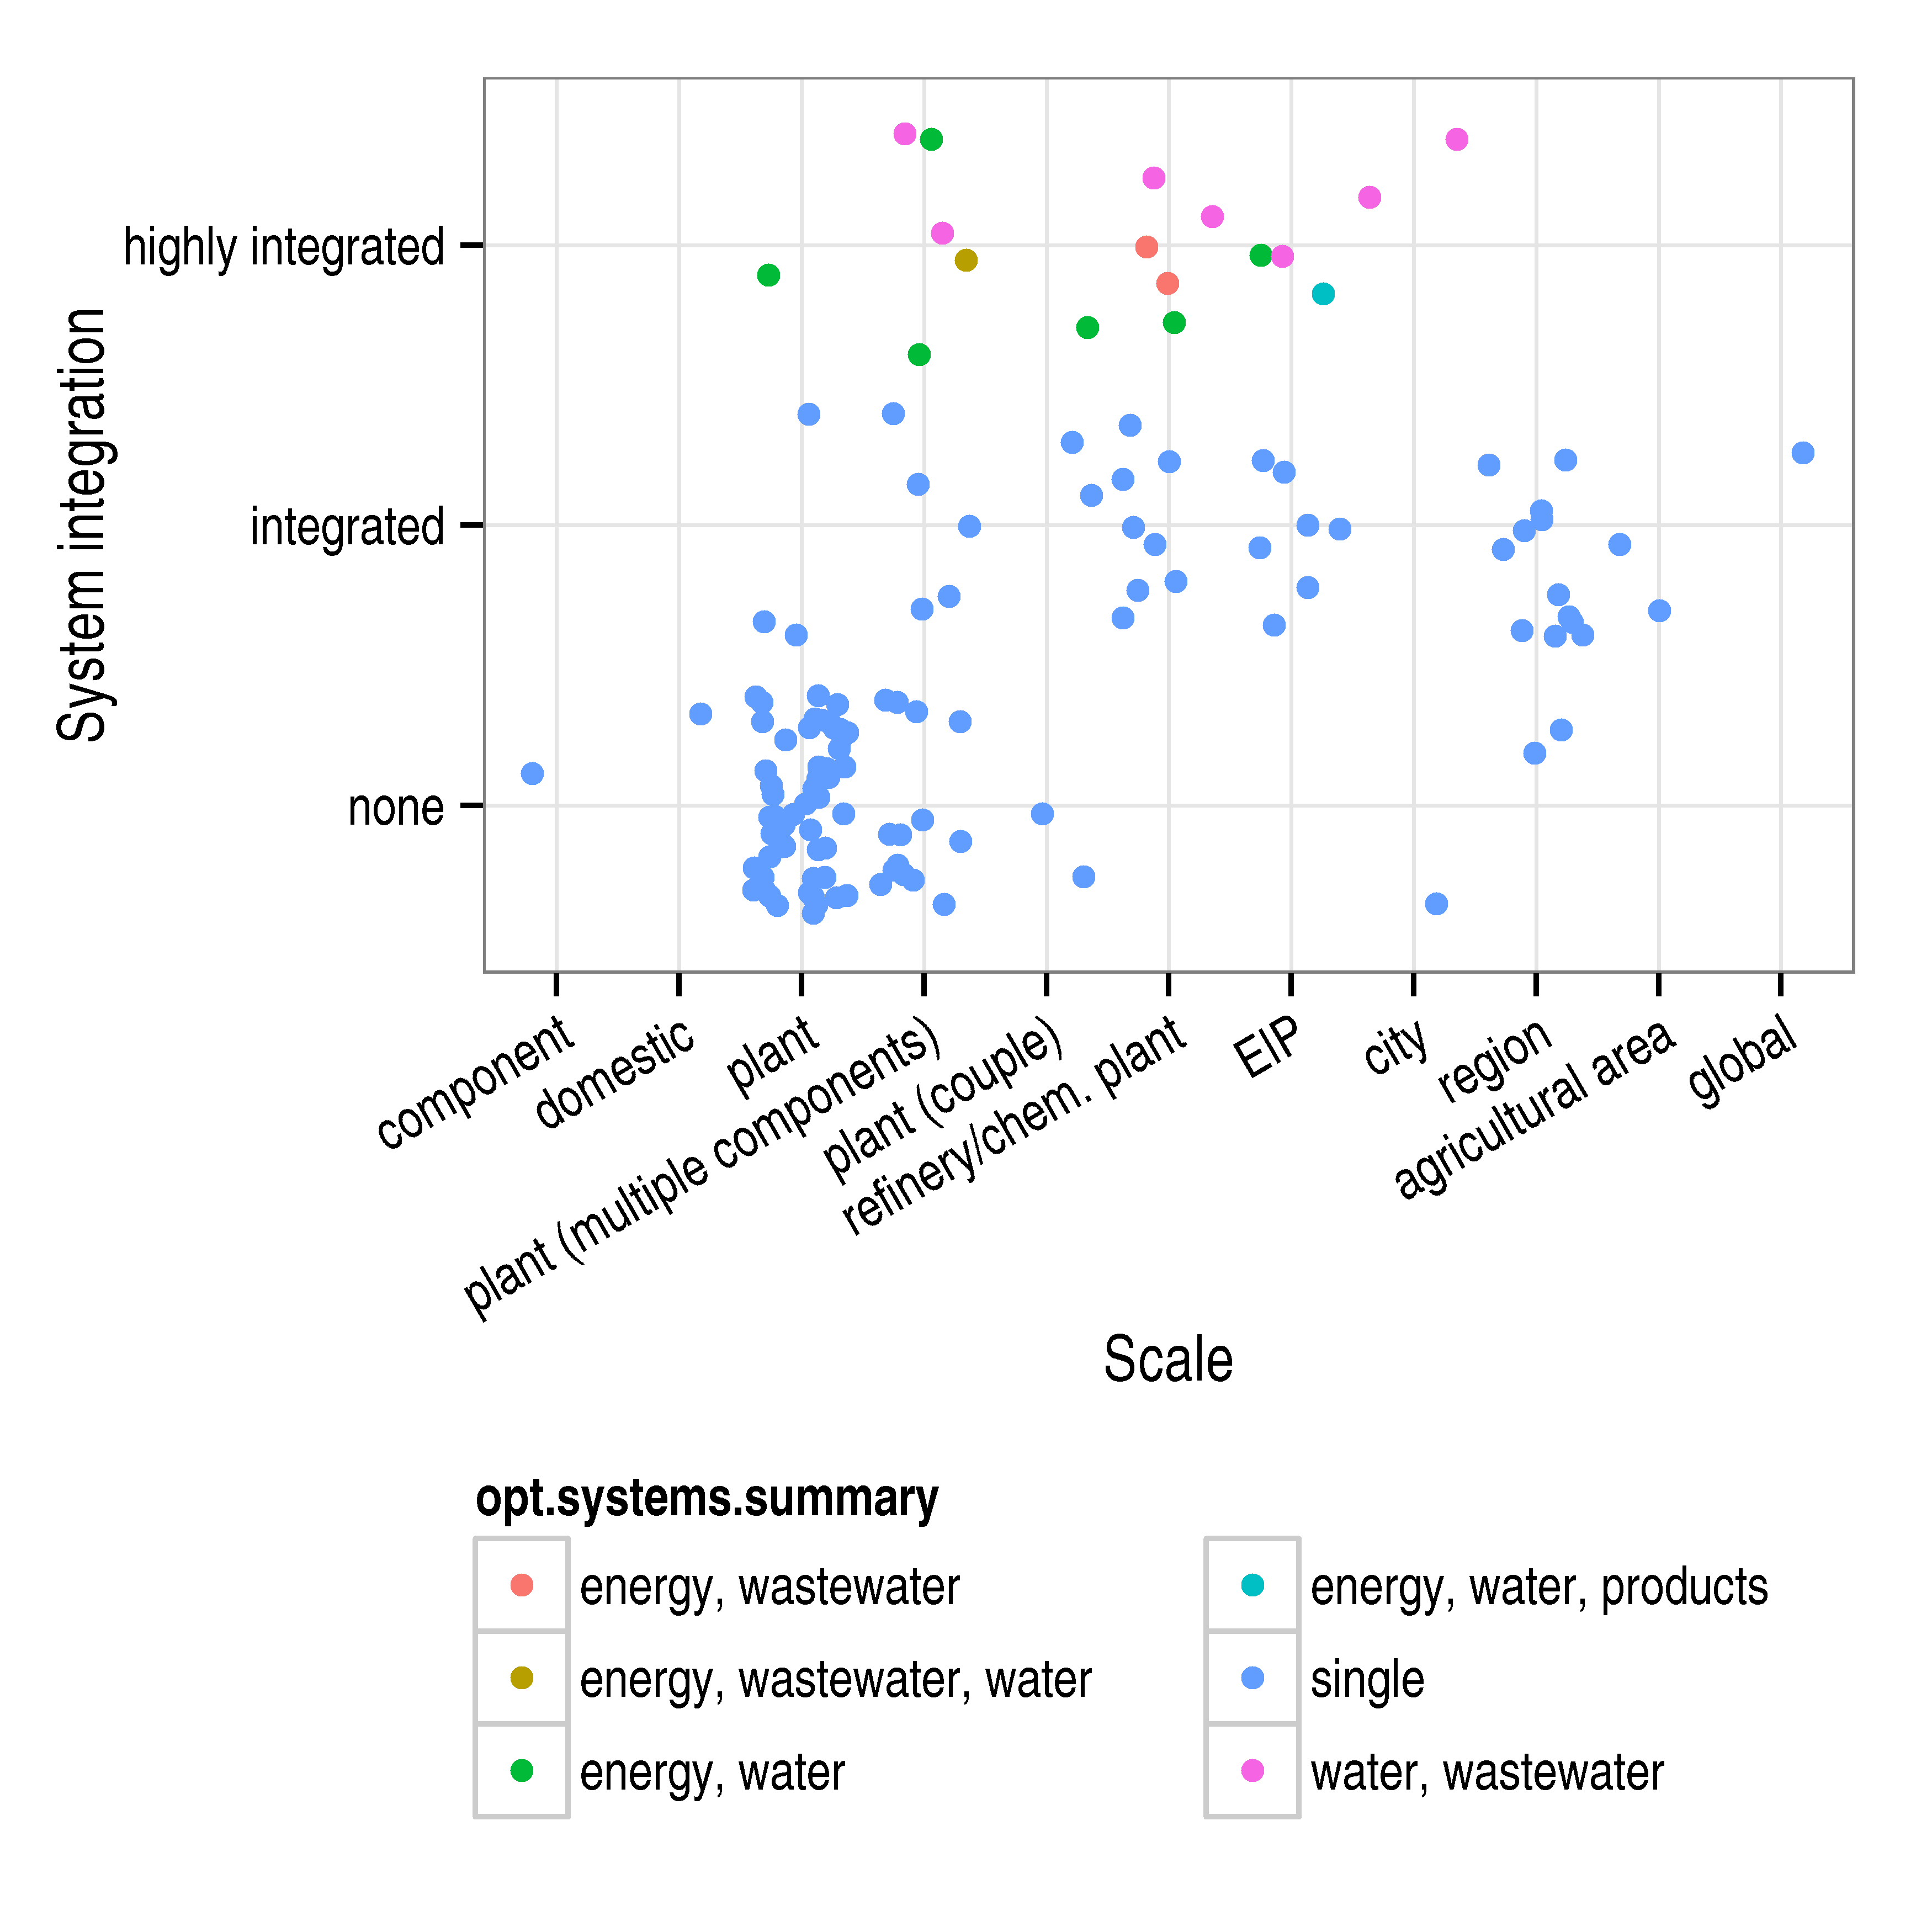 highly integrated
integrated
none
System integration
component
domestic
plant
plant (multiple components)
plant (couple)
refinery/chem. plant
EIP
city
region
agricultural area
global
Scale
opt.systems.summary
energy, wastewater
energy, wastewater, water
energy, water
energy, water, products
single
water, wastewater